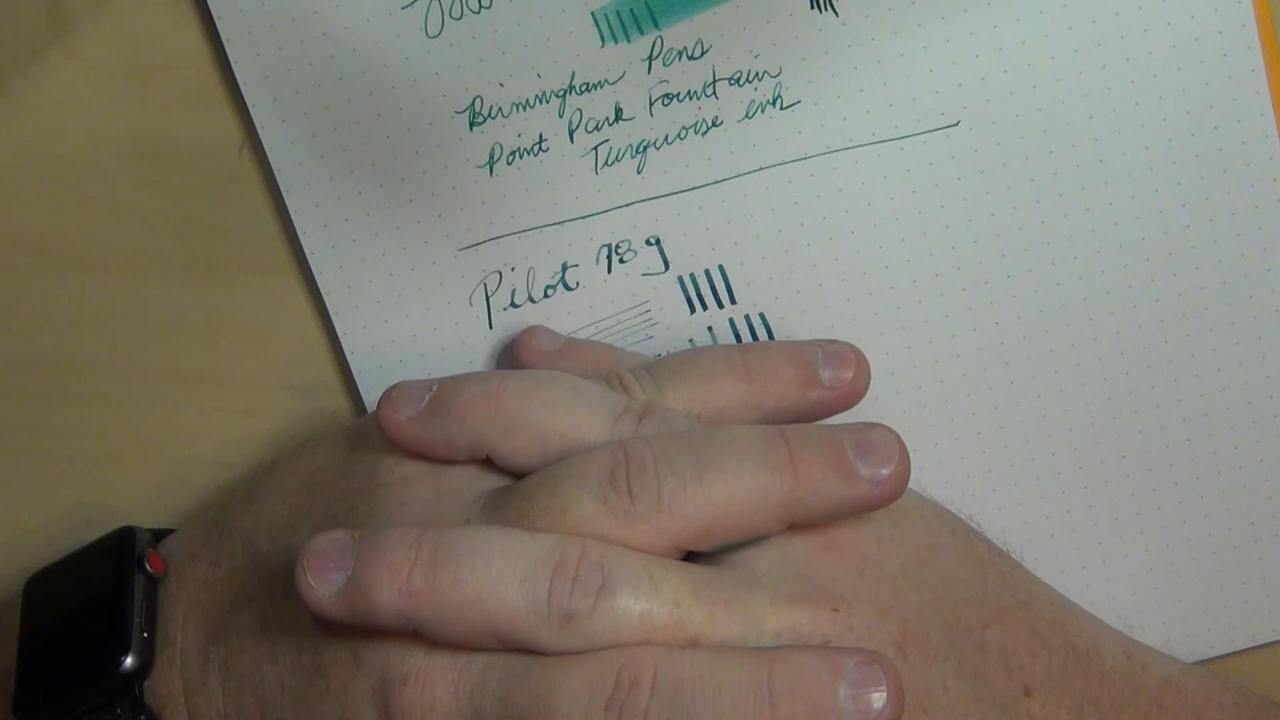 Birmingham Pens
Point Park Fountain
Turquoise ink
Pilot 78g